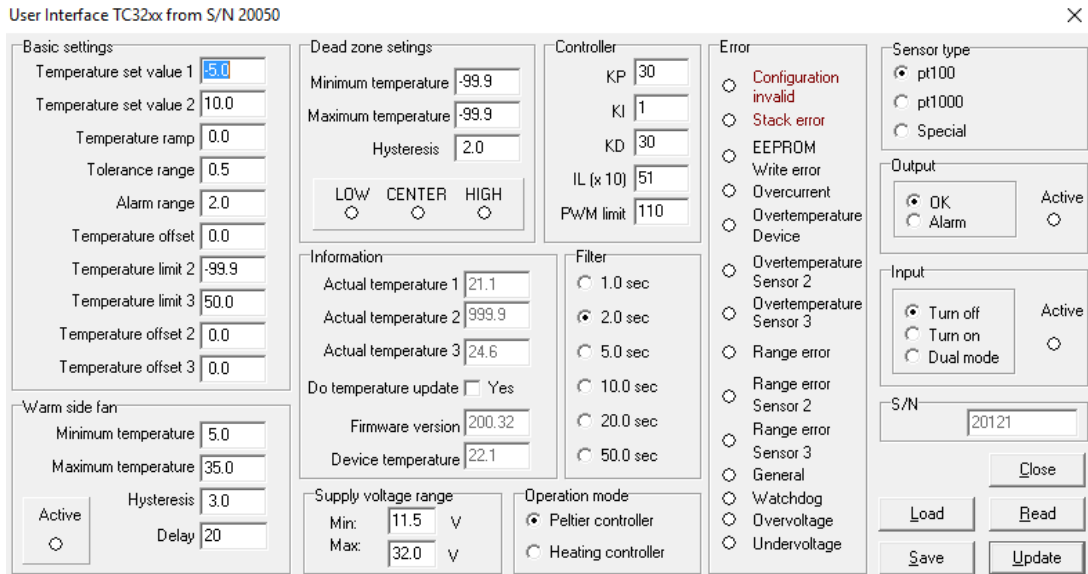 User Interface TC32xx from S/N 20050
Basic settings
Temperature set value 1 -5.0
Temperature set value 2 10.0
Temperature ramp 0.0
Tolerance range 0.5
Alarm range 2.0
Temperature offset 0.0
Temperature limit 2 -99.9
Temperature limit 3 50.0
Temperature offset 2 0.0
Temperature offset 3 0.0
Warm side fan
Minimum temperature 5.0
Maximum temperature 35.0
Hysteresis 3.0
Active
Delay 20
Dead zone setings
Minimum temperature -99.9
Maximum temperature -99.9
Hysteresis 2.0
LOW CENTER HIGH
Information
Actual temperature 1 21.1
Actual temperature 2 999.9
Actual temperature 3 24.6
Do temperature update Yes
Firmware version 200.32
Device temperature 22.1
Supply voltage range
Min: 11.5 V
Max: 32.0 V
Controller
KP 30
KI 1
KD 30
IL (x 10) 51
PWM limit 110
Filter
1.0 sec
2.0 sec
5.0 sec
10.0 sec
20.0 sec
50.0 sec
Operation mode
Peltier controller
Heating controller
Error
Configuration
invalid
Stack error
EEPROM
Write error
Overcurrent
Overtemperature
Device
Overtemperature
Sensor 2
Overtemperature
Sensor 3
Range error
Range error
Sensor 2
Range error
Sensor 3
General
Watchdog
Overvoltage
Undervoltage
Sensor type
pt100
pt1000
Special
Output
OK
Alarm
Active
Input
Turn off
Turn on
Dual mode
Active
S/N
20121
Close
Load Read
Save Update